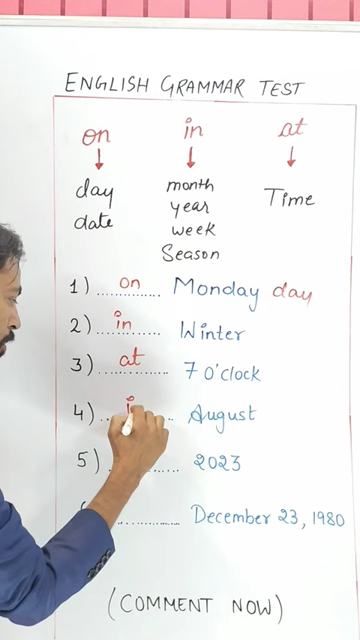 ENGLISH GRAMMAR TEST
on in at
day month Time
date year
week
Season
1) on Monday day
2) in Winter
3) at 7 O'clock
4) i August
5) 2023
December 23, 1980
(COMMENT NOW)